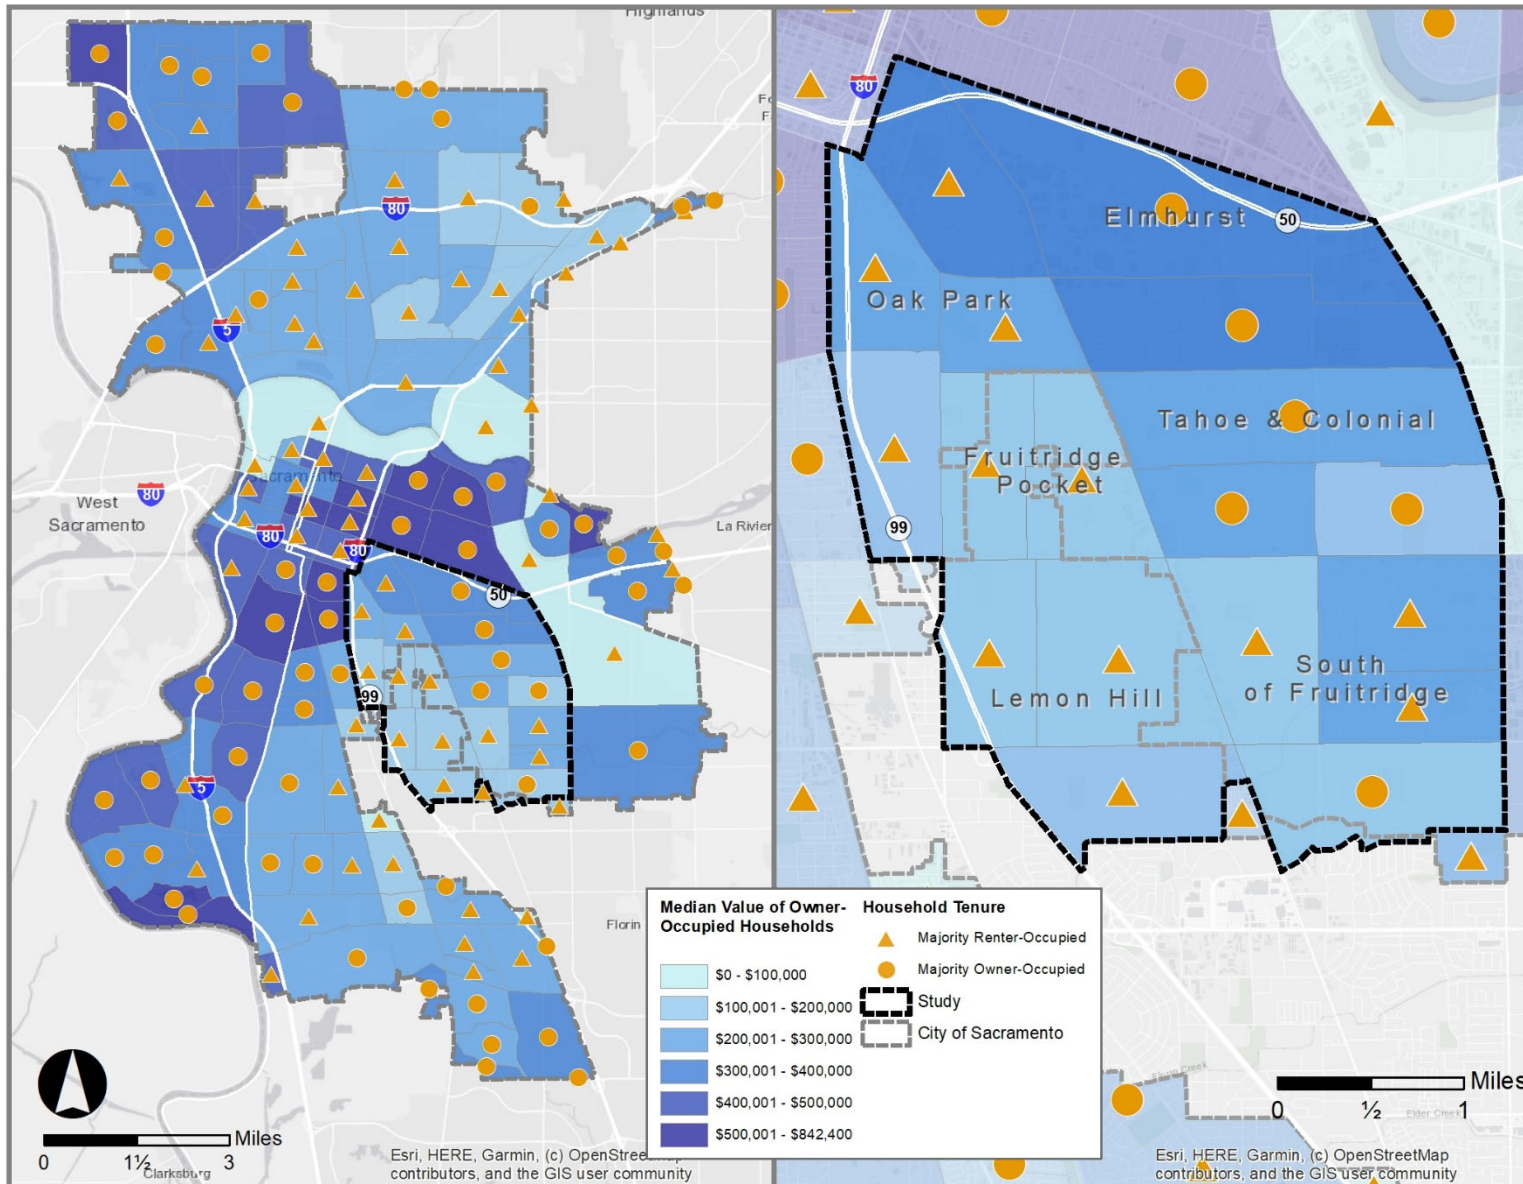 Highlands
80
5
Sacramento
West
Sacramento
80
80
80
La Rivier
50
99
5
Florin
Clarksburg
Miles
0 1½ 3
Esri, HERE, Garmin, (c) OpenStreetMap
contributors, and the GIS user community
80
Elmhurst
50
Oak Park
Tahoe & Colonial
Fruitridge
Pocket
99
South
of Fruitridge
Lemon Hill
Median Value of Owner-
Occupied Households
$0 - $100,000
$100,001 - $200,000
$200,001 - $300,000
$300,001 - $400,000
$400,001 - $500,000
$500,001 - $842,400
Household Tenure
Majority Renter-Occupied
Majority Owner-Occupied
Study
City of Sacramento
Elder Creek
Miles
0 ½ 1
Esri, HERE, Garmin, (c) OpenStreetMap
contributors, and the GIS user community